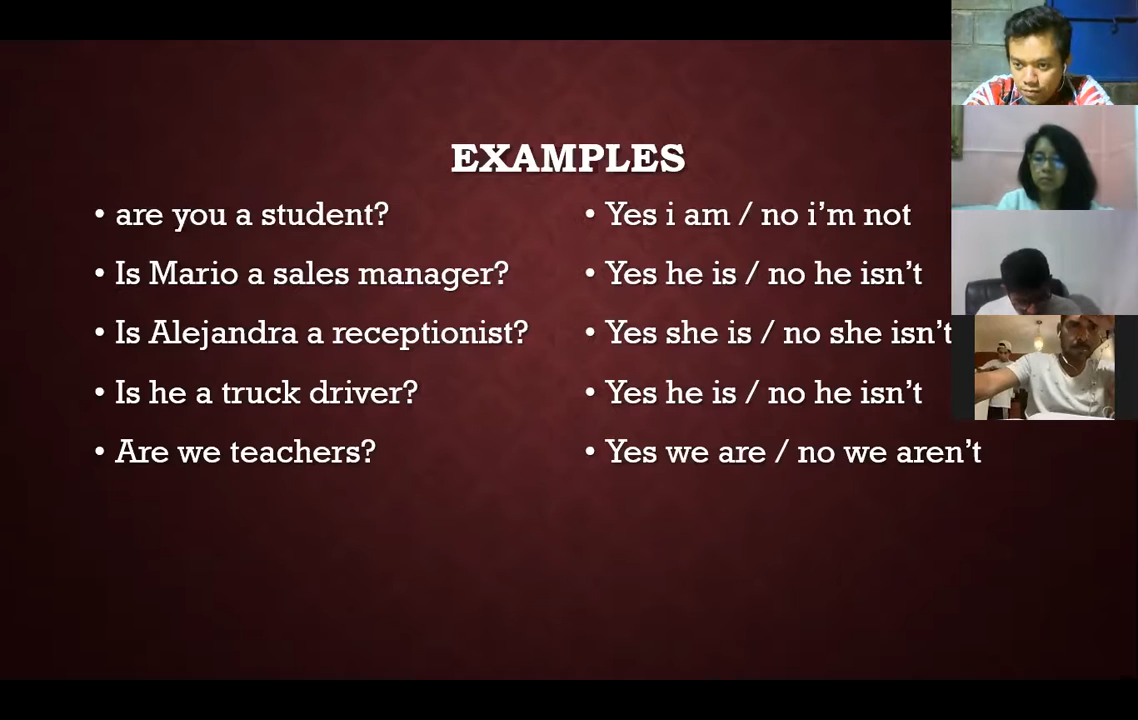 EXAMPLES
• are you a student?
• Is Mario a sales manager?
• Is Alejandra a receptionist?
• Is he a truck driver?
• Are we teachers?
• Yes i am / no i’m not
• Yes he is / no he isn’t
• Yes she is / no she isn’t
• Yes he is / no he isn’t
• Yes we are / no we aren’t